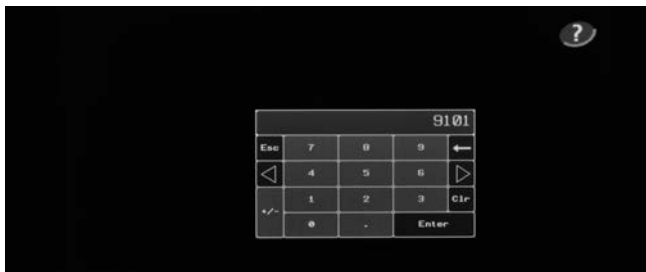 ?
9101
Esc 7 8 9 ←
◁ 4 5 6 ▷
+/- 1 2 3 Clr
0 . Enter